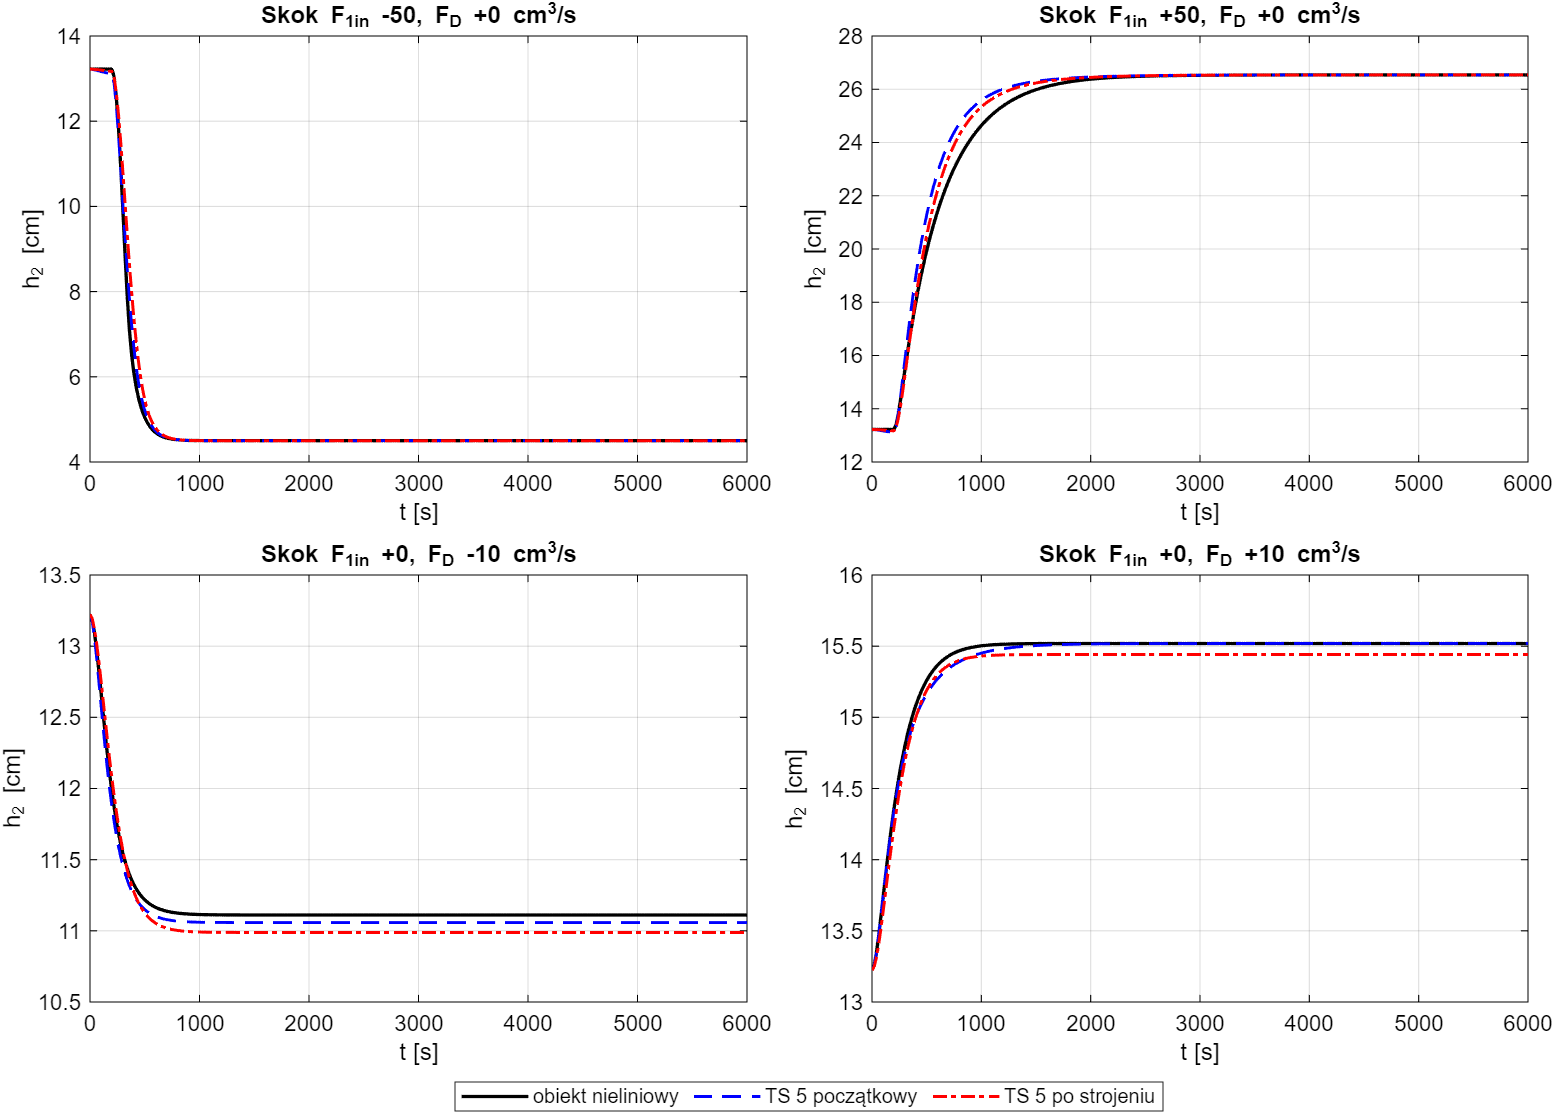 Skok F1in -50, FD +0 cm3/s
14
12
10
8
6
4
h2 [cm]
0 1000 2000 3000 4000 5000 6000
t [s]
Skok F1in +50, FD +0 cm3/s
28
26
24
22
20
18
16
14
12
h2 [cm]
0 1000 2000 3000 4000 5000 6000
t [s]
Skok F1in +0, FD -10 cm3/s
13.5
13
12.5
12
11.5
11
10.5
h2 [cm]
0 1000 2000 3000 4000 5000 6000
t [s]
Skok F1in +0, FD +10 cm3/s
16
15.5
15
14.5
14
13.5
13
h2 [cm]
0 1000 2000 3000 4000 5000 6000
t [s]
obiekt nieliniowy TS 5 początkowy TS 5 po strojeniu